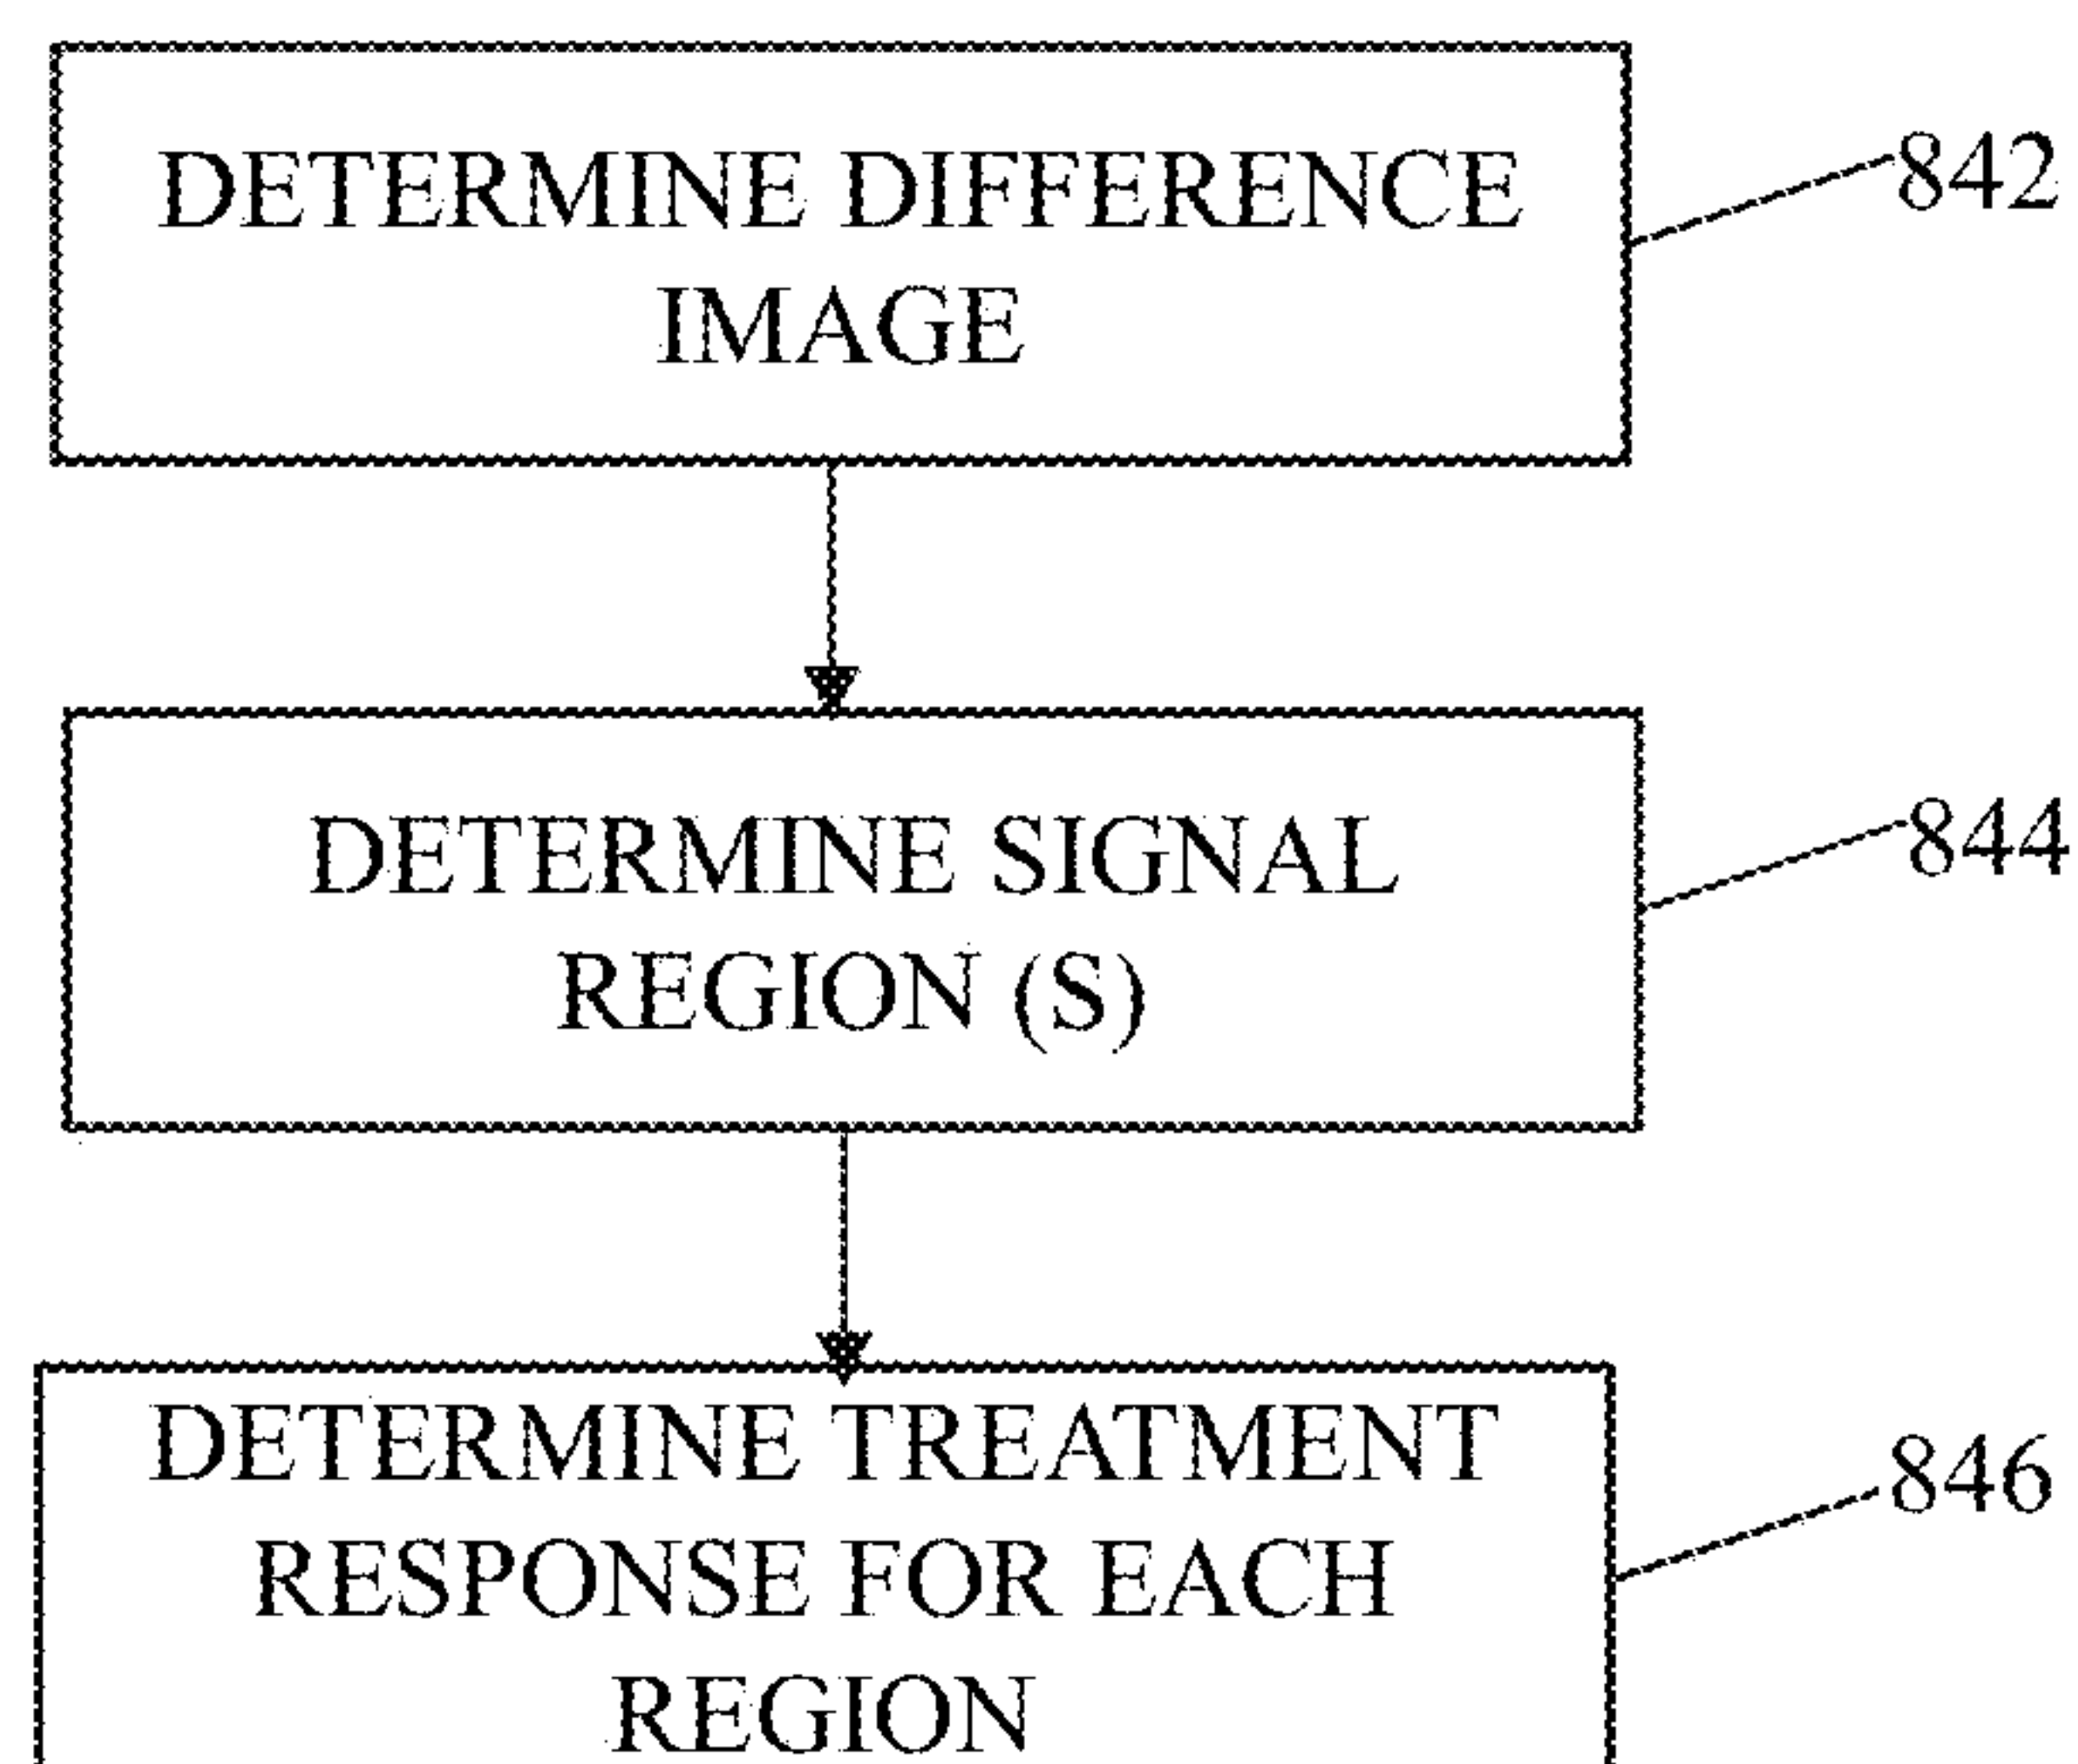 DETERMINE DIFFERENCE
IMAGE
842
DETERMINE SIGNAL
REGION (S)
844
DETERMINE TREATMENT
RESPONSE FOR EACH
REGION
846